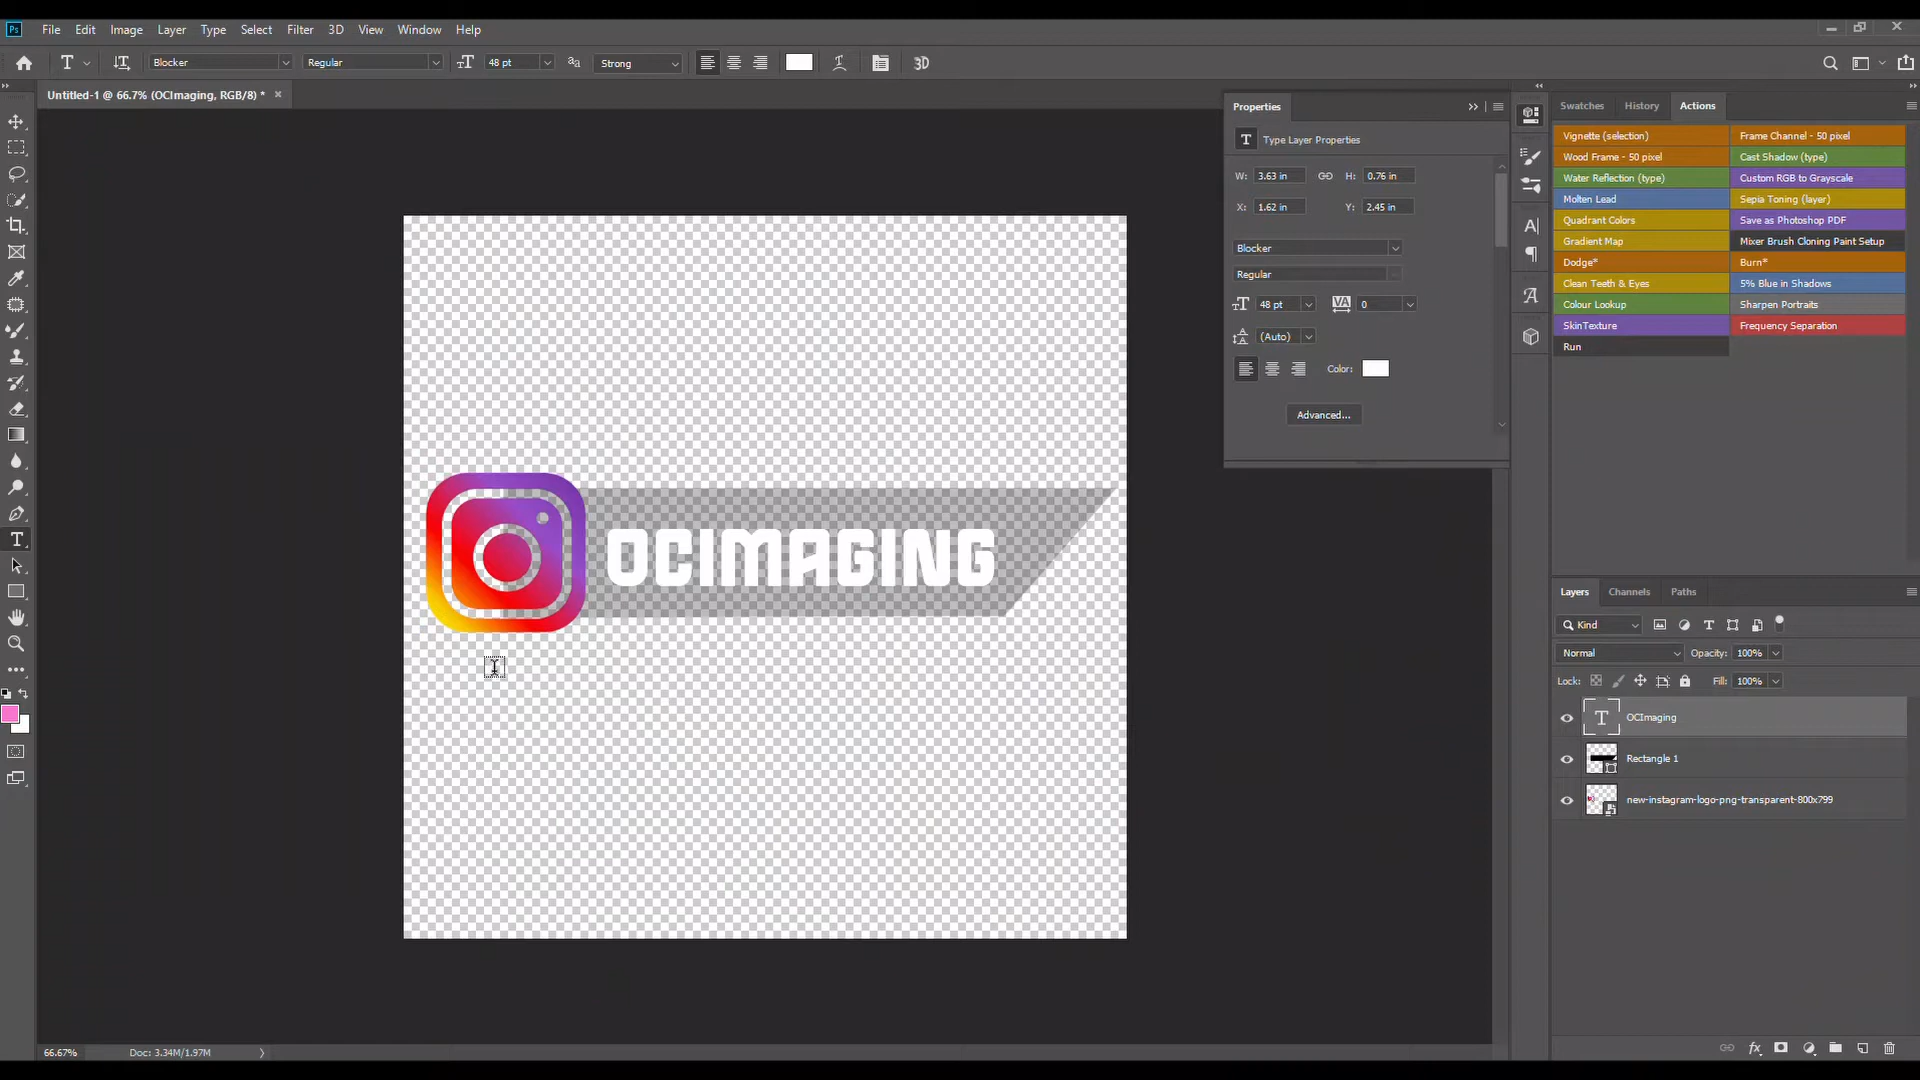 Ps File Edit Image Layer Type Select Filter 3D View Window Help
T Blocker Regular 48 pt aa Strong 3D
Untitled-1 @ 66.7% (OCImaging, RGB/8) *
Properties
Swatches History Actions
T Type Layer Properties
Vignette (selection) Frame Channel - 50 pixel
Wood Frame - 50 pixel Cast Shadow (type)
W: 3.63 in H: 0.76 in
Water Reflection (type) Custom RGB to Grayscale
Molten Lead Sepia Toning (layer)
X: 1.62 in Y: 2.45 in
Quadrant Colors Save as Photoshop PDF
Gradient Map Mixer Brush Cloning Paint Setup
Blocker
Dodge* Burn*
Regular
Clean Teeth & Eyes 5% Blue in Shadows
48 pt VA 0
Colour Lookup Sharpen Portraits
SkinTexture Frequency Separation
(Auto)
Run
Color:
Advanced...
OCIMAGING
Layers Channels Paths
Kind
Normal Opacity: 100%
Lock: Fill: 100%
T OCImaging
Rectangle 1
new-instagram-logo-png-transparent-800x799
66.67% Doc: 3.34M/1.97M
fx